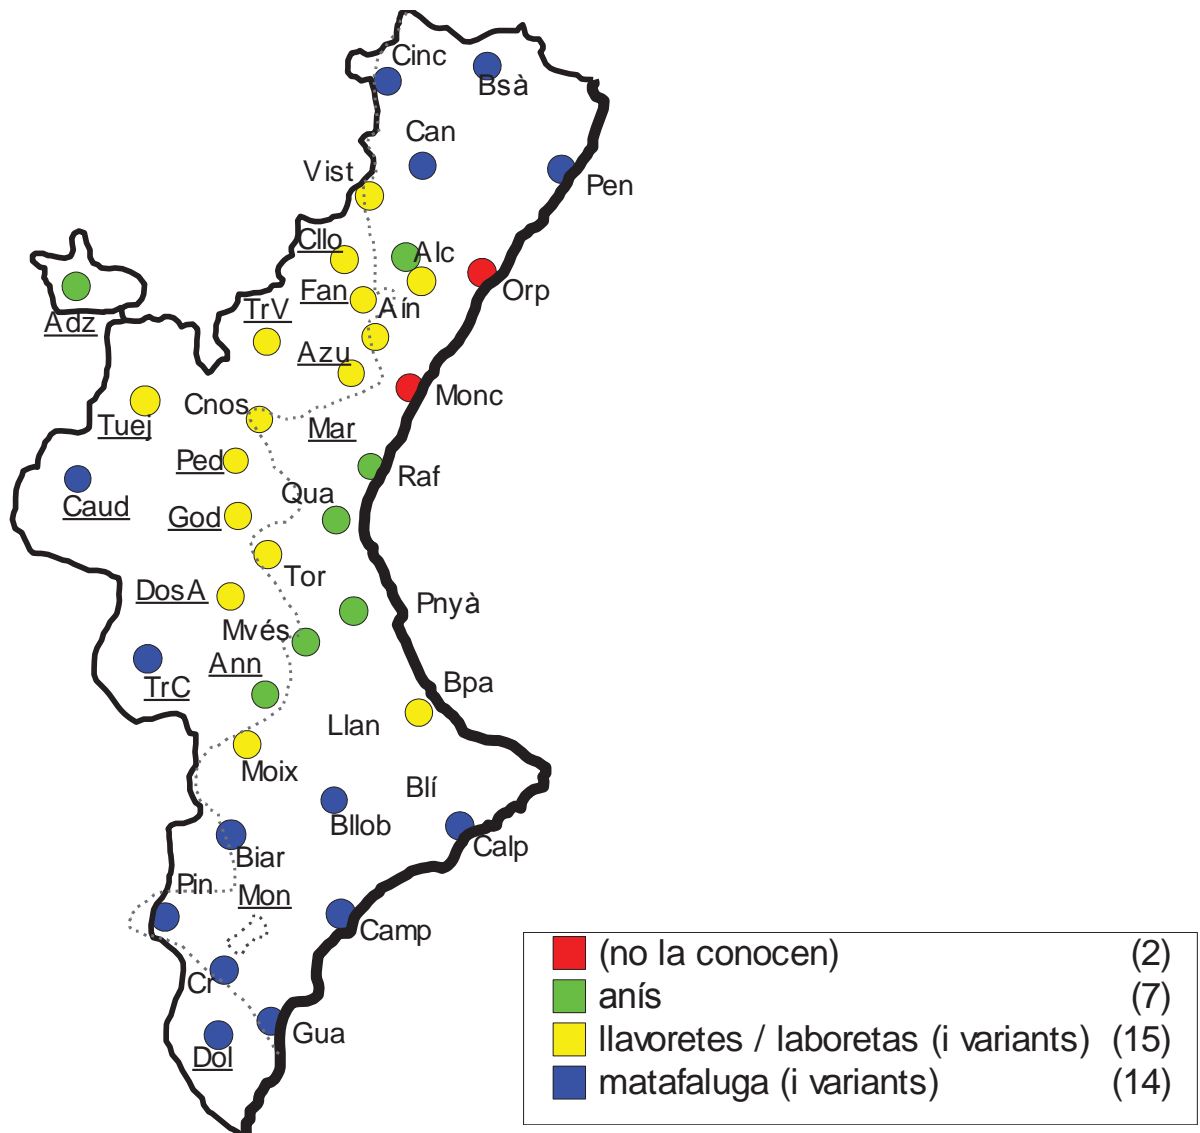 Cinc
Bsà
Can
Vist
Pen
Cllo
Alc
Fan
Orp
Adz
TrV
Aín
Azu
Cnos
Monc
Tuej
Mar
Ped
Raf
Caud
Qua
God
Tor
DosA
Pnyà
Mvés
Ann
TrC
Bpa
Llan
Moix
Blí
Bllob
Calp
Biar
Pin
Mon
Camp
Cr
Gua
Dol
(no la conocen) (2)
anís (7)
llavoretes / laboretas (i variants) (15)
matafaluga (i variants) (14)